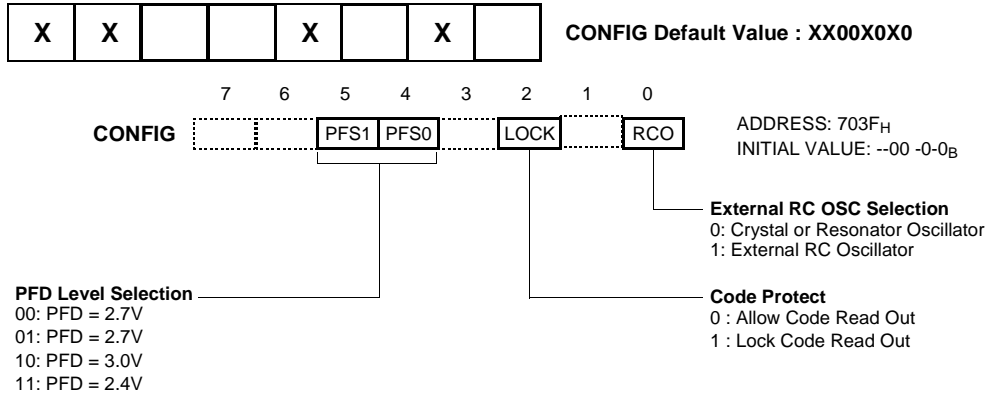 X X X X CONFIG Default Value : XX00X0X0
7 6 5 4 3 2 1 0
CONFIG PFS1 PFS0 LOCK RCO ADDRESS: 703FH
INITIAL VALUE: --00 -0-0B
External RC OSC Selection
0: Crystal or Resonator Oscillator
1: External RC Oscillator
PFD Level Selection
00: PFD = 2.7V
01: PFD = 2.7V
10: PFD = 3.0V
11: PFD = 2.4V
Code Protect
0 : Allow Code Read Out
1 : Lock Code Read Out